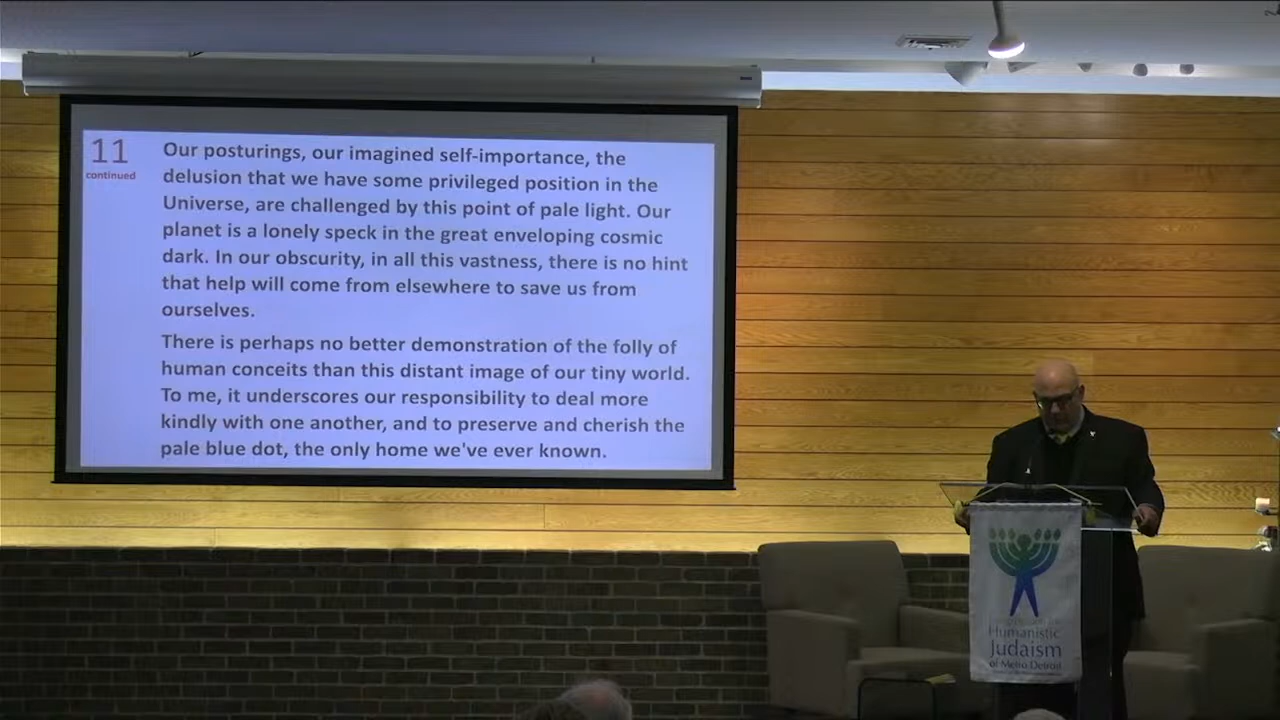 11
continued
Our posturings, our imagined self-importance, the
delusion that we have some privileged position in the
Universe, are challenged by this point of pale light. Our
planet is a lonely speck in the great enveloping cosmic
dark. In our obscurity, in all this vastness, there is no hint
that help will come from elsewhere to save us from
ourselves.
There is perhaps no better demonstration of the folly of
human conceits than this distant image of our tiny world.
To me, it underscores our responsibility to deal more
kindly with one another, and to preserve and cherish the
pale blue dot, the only home we've ever known.
Humanistic
Judaism
of Metro Detroit